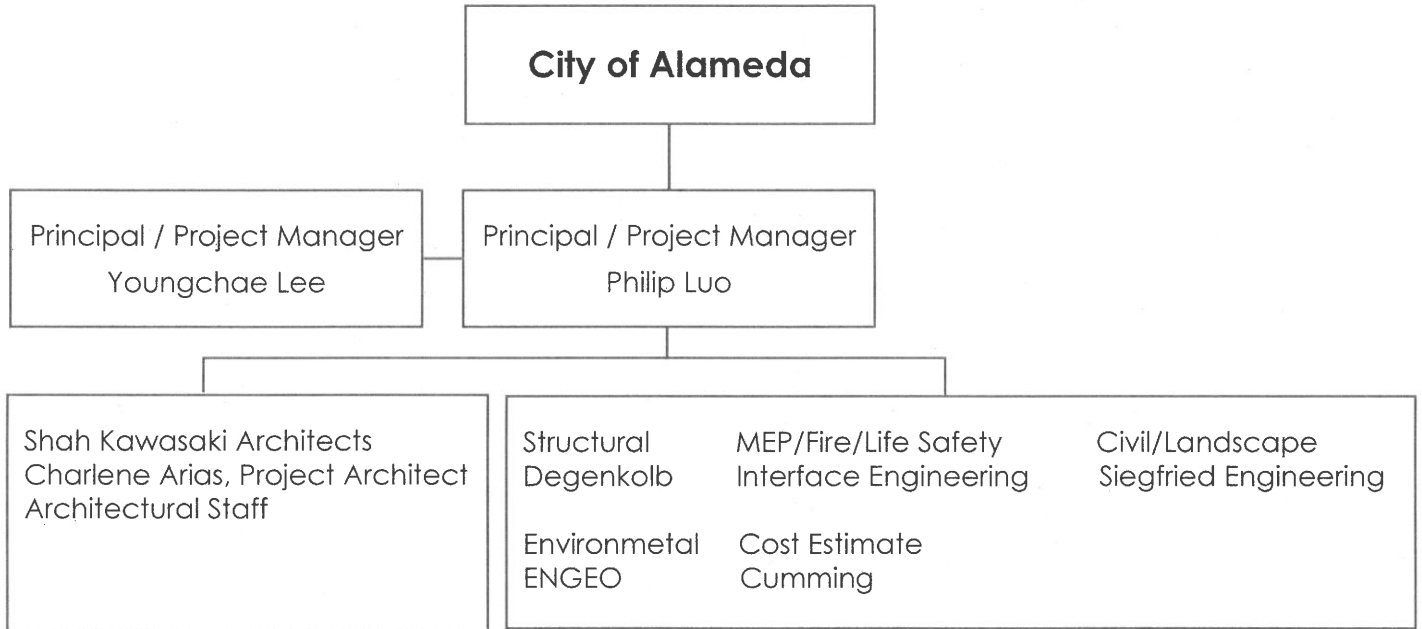 City of Alameda
Principal / Project Manager
Youngchae Lee
Principal / Project Manager
Philip Luo
Shah Kawasaki Architects
Charlene Arias, Project Architect
Architectural Staff
Structural
Degenkolb
MEP/Fire/Life Safety
Interface Engineering
Civil/Landscape
Siegfried Engineering
Environmetal
ENGEO
Cost Estimate
Cumming